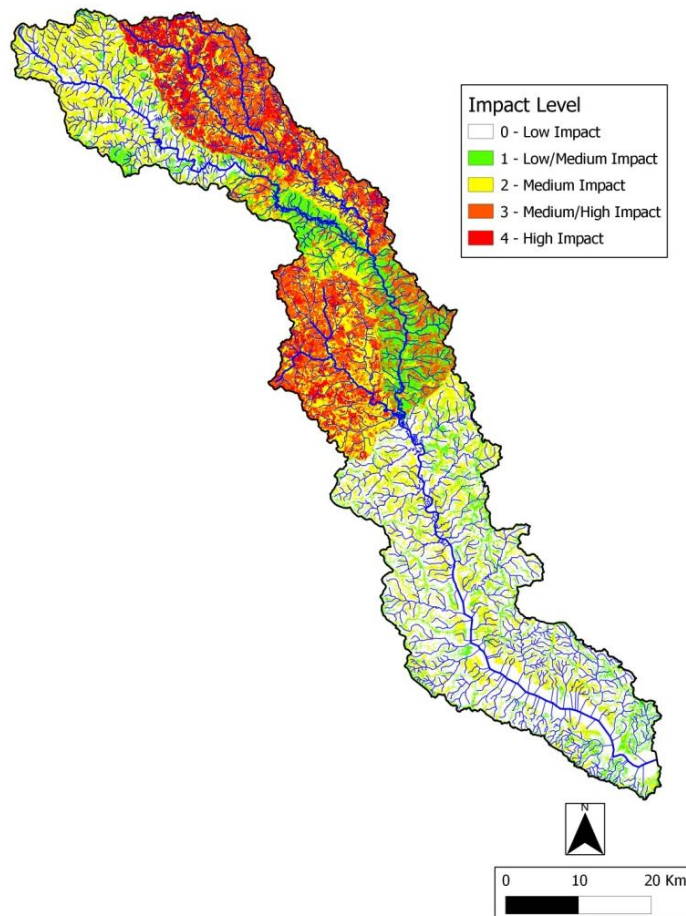 Impact Level
0 - Low Impact
1 - Low/Medium Impact
2 - Medium Impact
3 - Medium/High Impact
4 - High Impact
N
0 10 20 Km